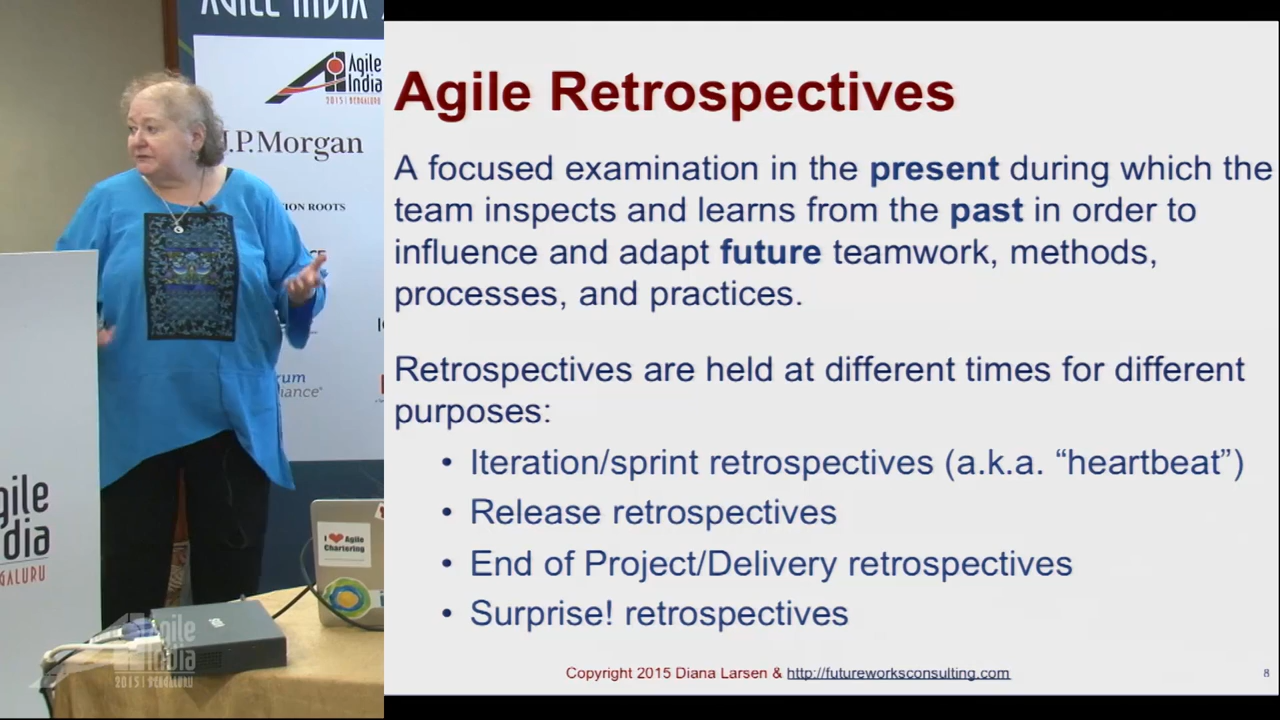 AGILE INDIA
Agile
India
2015 | BENGALURU
J.P.Morgan
ION ROOTS
rum
liance®
gile
dia
GALURU
I ❤ Agile
Chartering
Agile
India
2015 | BENGALURU
Agile Retrospectives
A focused examination in the present during which the
team inspects and learns from the past in order to
influence and adapt future teamwork, methods,
processes, and practices.
Retrospectives are held at different times for different
purposes:
• Iteration/sprint retrospectives (a.k.a. “heartbeat”)
• Release retrospectives
• End of Project/Delivery retrospectives
• Surprise! retrospectives
Copyright 2015 Diana Larsen & http://futureworksconsulting.com
8